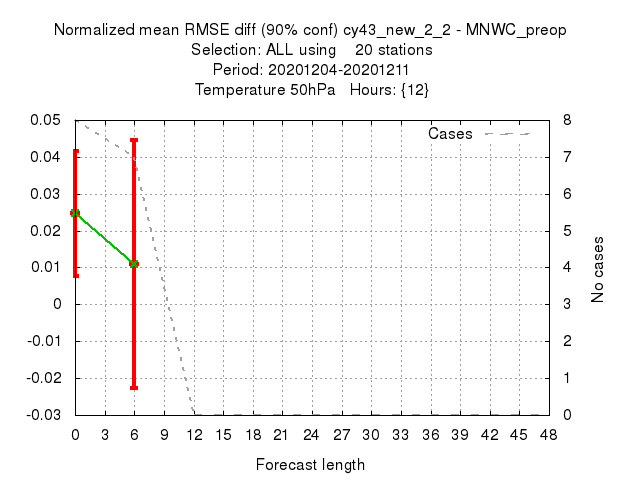 Normalized mean RMSE diff (90% conf) cy43_new_2_2 - MNWC_preop
Selection: ALL using 20 stations
Period: 20201204-20201211
Temperature 50hPa Hours: {12}
0.05
0.04
0.03
0.02
0.01
0
-0.01
-0.02
-0.03
Cases
8
7
6
5
4
3
2
1
0
No cases
0 3 6 9 12 15 18 21 24 27 30 33 36 39 42 45 48
Forecast length